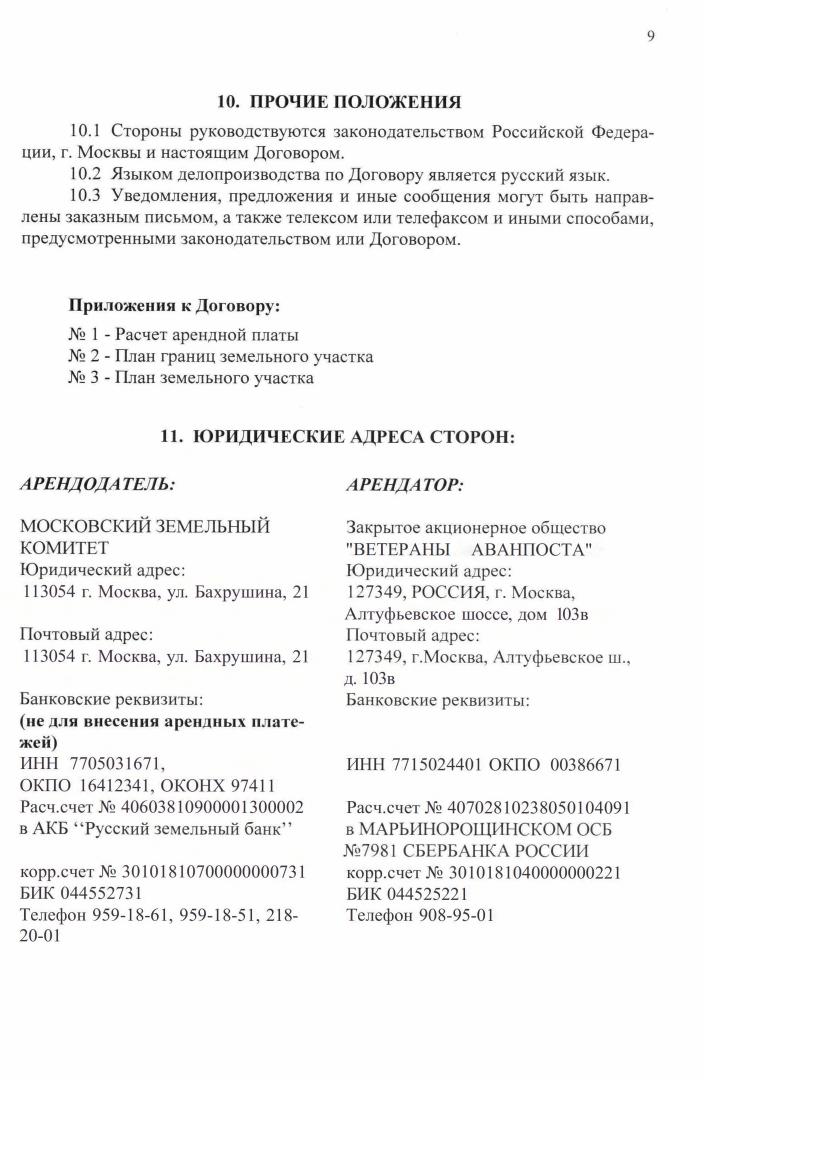 9
10. ПРОЧИЕ ПОЛОЖЕНИЯ
10.1 Стороны руководствуются законодательством Российской Федера-
ции, г. Москвы и настоящим Договором.
10.2 Языком делопроизводства по Договору является русский язык.
10.3 Уведомления, предложения и иные сообщения могут быть направ-
лены заказным письмом, а также телексом или телефаксом и иными способами,
предусмотренными законодательством или Договором.
Приложения к Договору:
№ 1 - Расчет арендной платы
№ 2 - План границ земельного участка
№ 3 - План земельного участка
11. ЮРИДИЧЕСКИЕ АДРЕСА СТОРОН:
АРЕНДОДАТЕЛЬ:
МОСКОВСКИЙ ЗЕМЕЛЬНЫЙ
КОМИТЕТ
Юридический адрес:
113054 г. Москва, ул. Бахрушина, 21
Почтовый адрес:
113054 г. Москва, ул. Бахрушина, 21
Банковские реквизиты:
(не для внесения арендных плате-
жей)
ИНН 7705031671,
ОКПО 16412341, ОКОНХ 97411
Расч.счет № 40603810900001300002
в АКБ “Русский земельный банк”
корр.счет № 30101810700000000731
БИК 044552731
Телефон 959-18-61, 959-18-51, 218-
20-01
АРЕНДАТОР:
Закрытое акционерное общество
"ВЕТЕРАНЫ АВАНПОСТА"
Юридический адрес:
127349, РОССИЯ, г. Москва,
Алтуфьевское шоссе, дом 103в
Почтовый адрес:
127349, г.Москва, Алтуфьевское ш.,
д. 103в
Банковские реквизиты:
ИНН 7715024401 ОКПО 00386671
Расч.счет № 40702810238050104091
в МАРЬИНОРОЩИНСКОМ ОСБ
№7981 СБЕРБАНКА РОССИИ
корр.счет № 3010181040000000221
БИК 044525221
Телефон 908-95-01